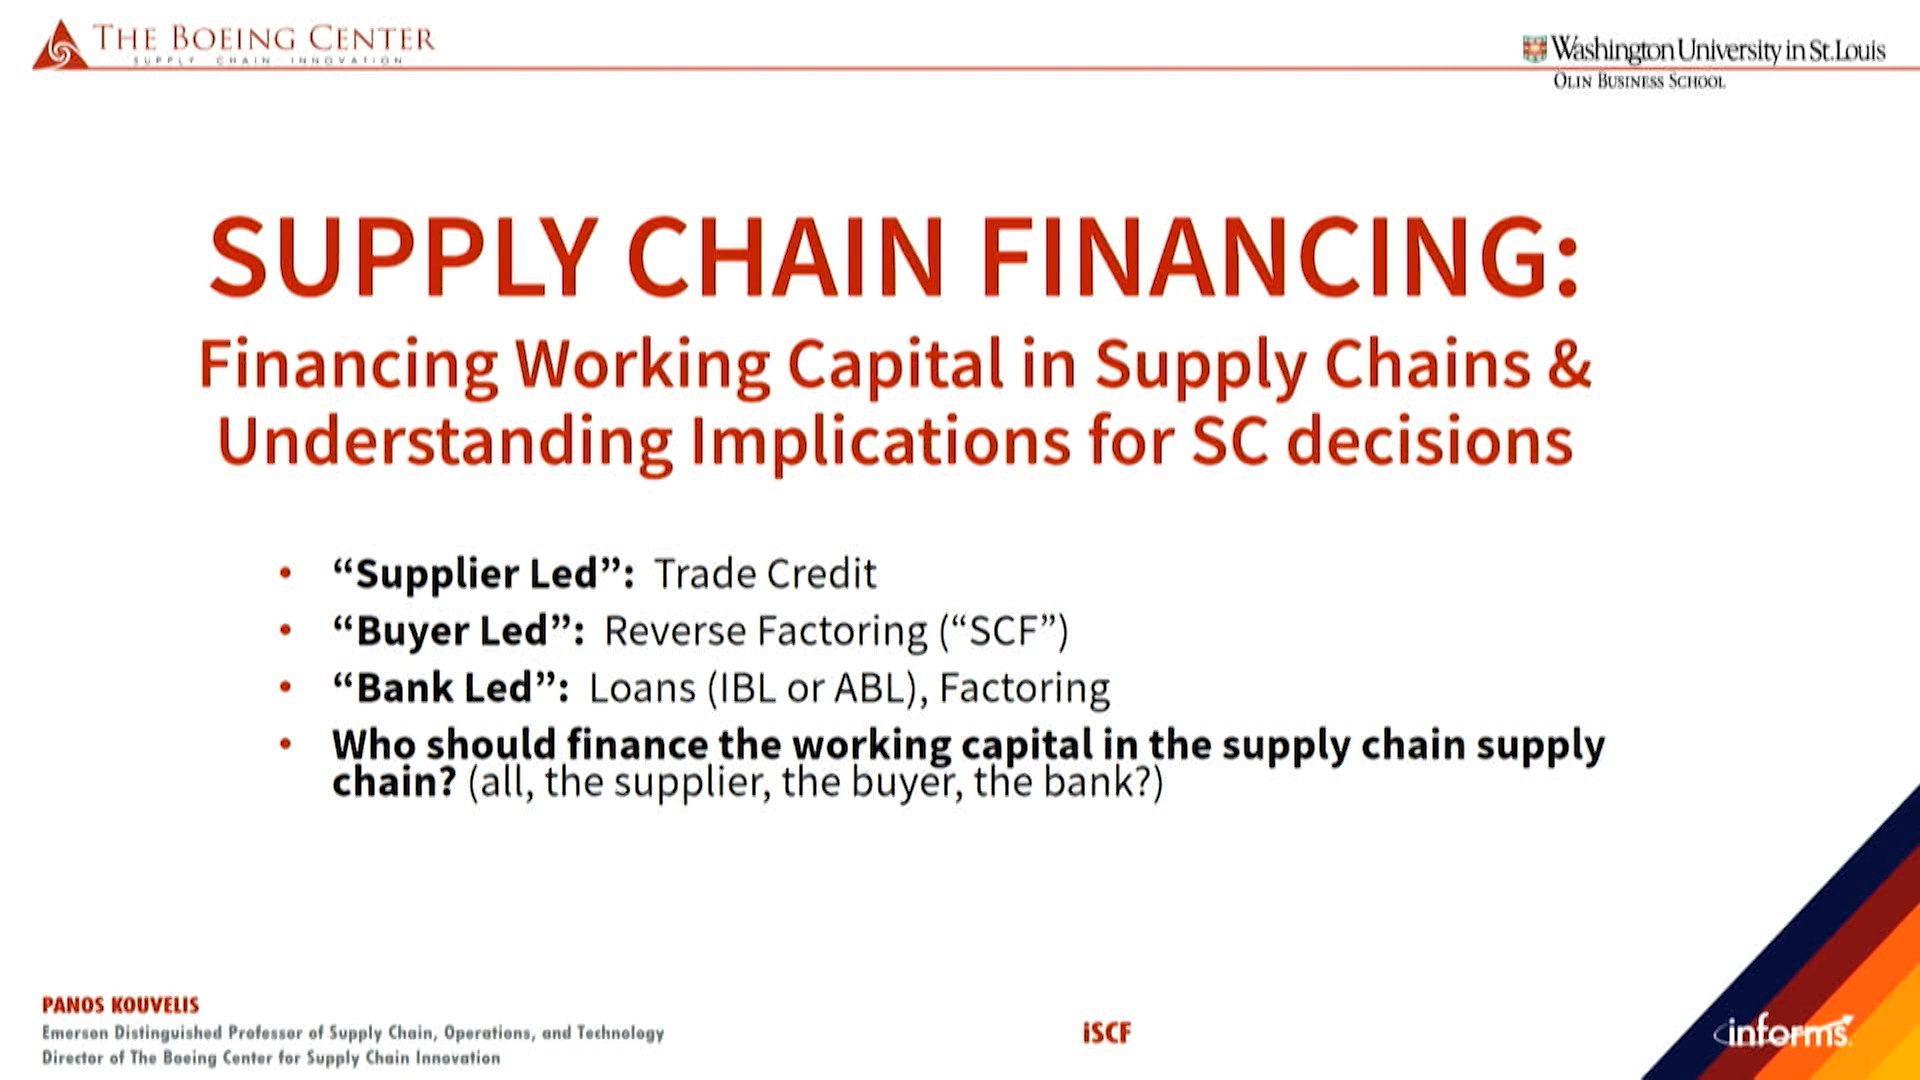 THE BOEING CENTER
SUPPLY CHAIN INNOVATION
Washington University in St. Louis
OLIN BUSINESS SCHOOL
SUPPLY CHAIN FINANCING:
Financing Working Capital in Supply Chains &
Understanding Implications for SC decisions
• “Supplier Led”: Trade Credit
• “Buyer Led”: Reverse Factoring (“SCF”)
• “Bank Led”: Loans (IBL or ABL), Factoring
• Who should finance the working capital in the supply chain supply
chain? (all, the supplier, the buyer, the bank?)
PANOS KOUVELIS
Emerson Distinguished Professor of Supply Chain, Operations, and Technology
Director of The Boeing Center for Supply Chain Innovation
iSCF
informs